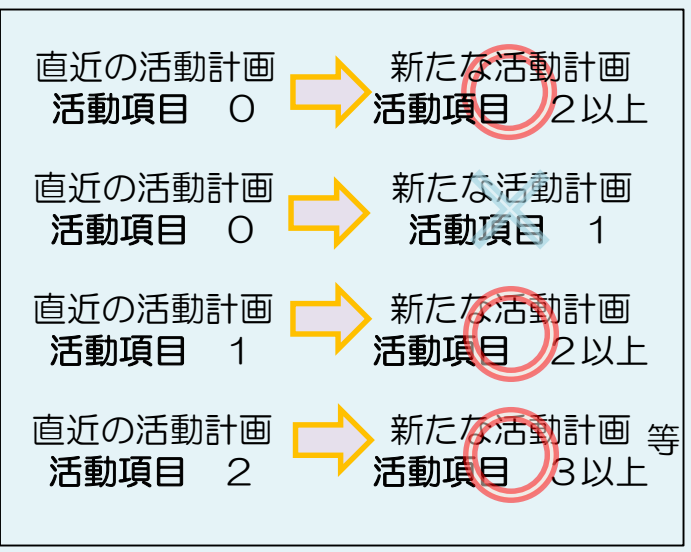 直近の活動計画 新たな活動計画
活動項目 0 活動項目 2以上
直近の活動計画 新たな活動計画
活動項目 0 活動項目 1
直近の活動計画 新たな活動計画
活動項目 1 活動項目 2以上
直近の活動計画 新たな活動計画 等
活動項目 2 活動項目 3以上